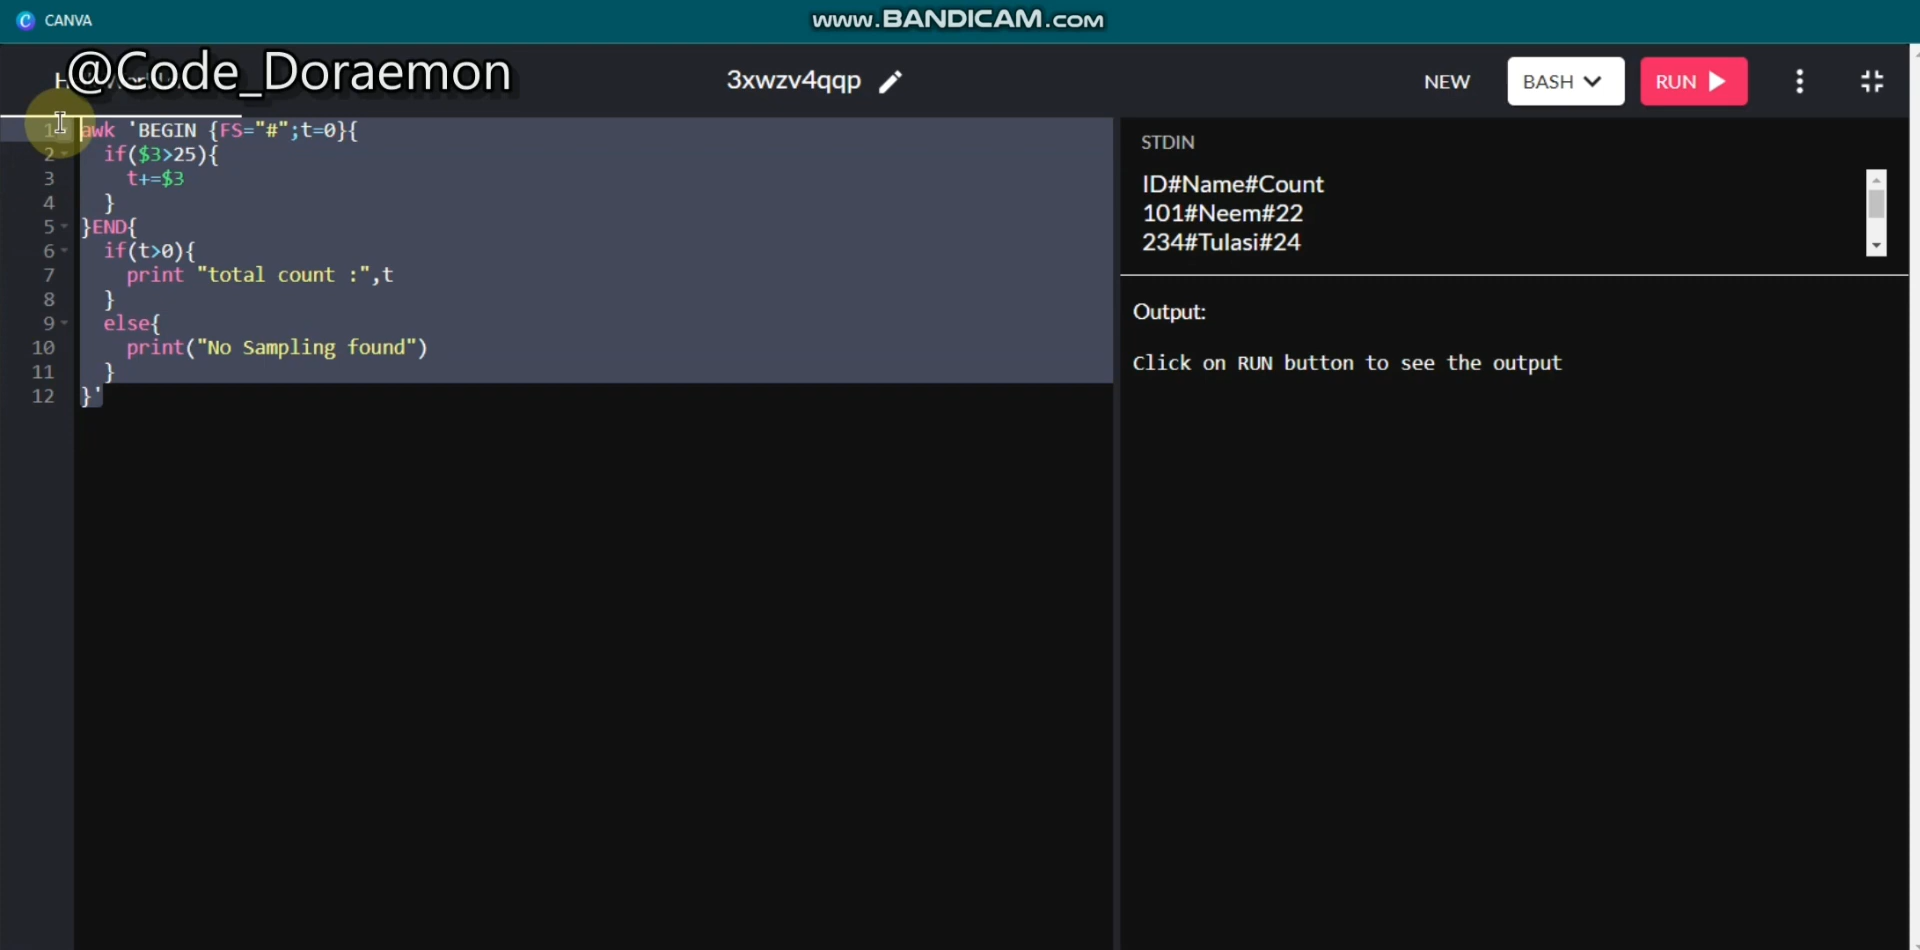 CANVA
www.BANDICAM.com
@Code_Doraemon
3xwzv4qqp
NEW
BASH
RUN
1 awk 'BEGIN {FS="#";t=0}{
2 if($3>25){
3 t+=$3
4 }
5 }END{
6 if(t>0){
7 print "total count :",t
8 }
9 else{
10 print("No Sampling found")
11 }
12 }'
STDIN
ID#Name#Count
101#Neem#22
234#Tulasi#24
Output:
Click on RUN button to see the output